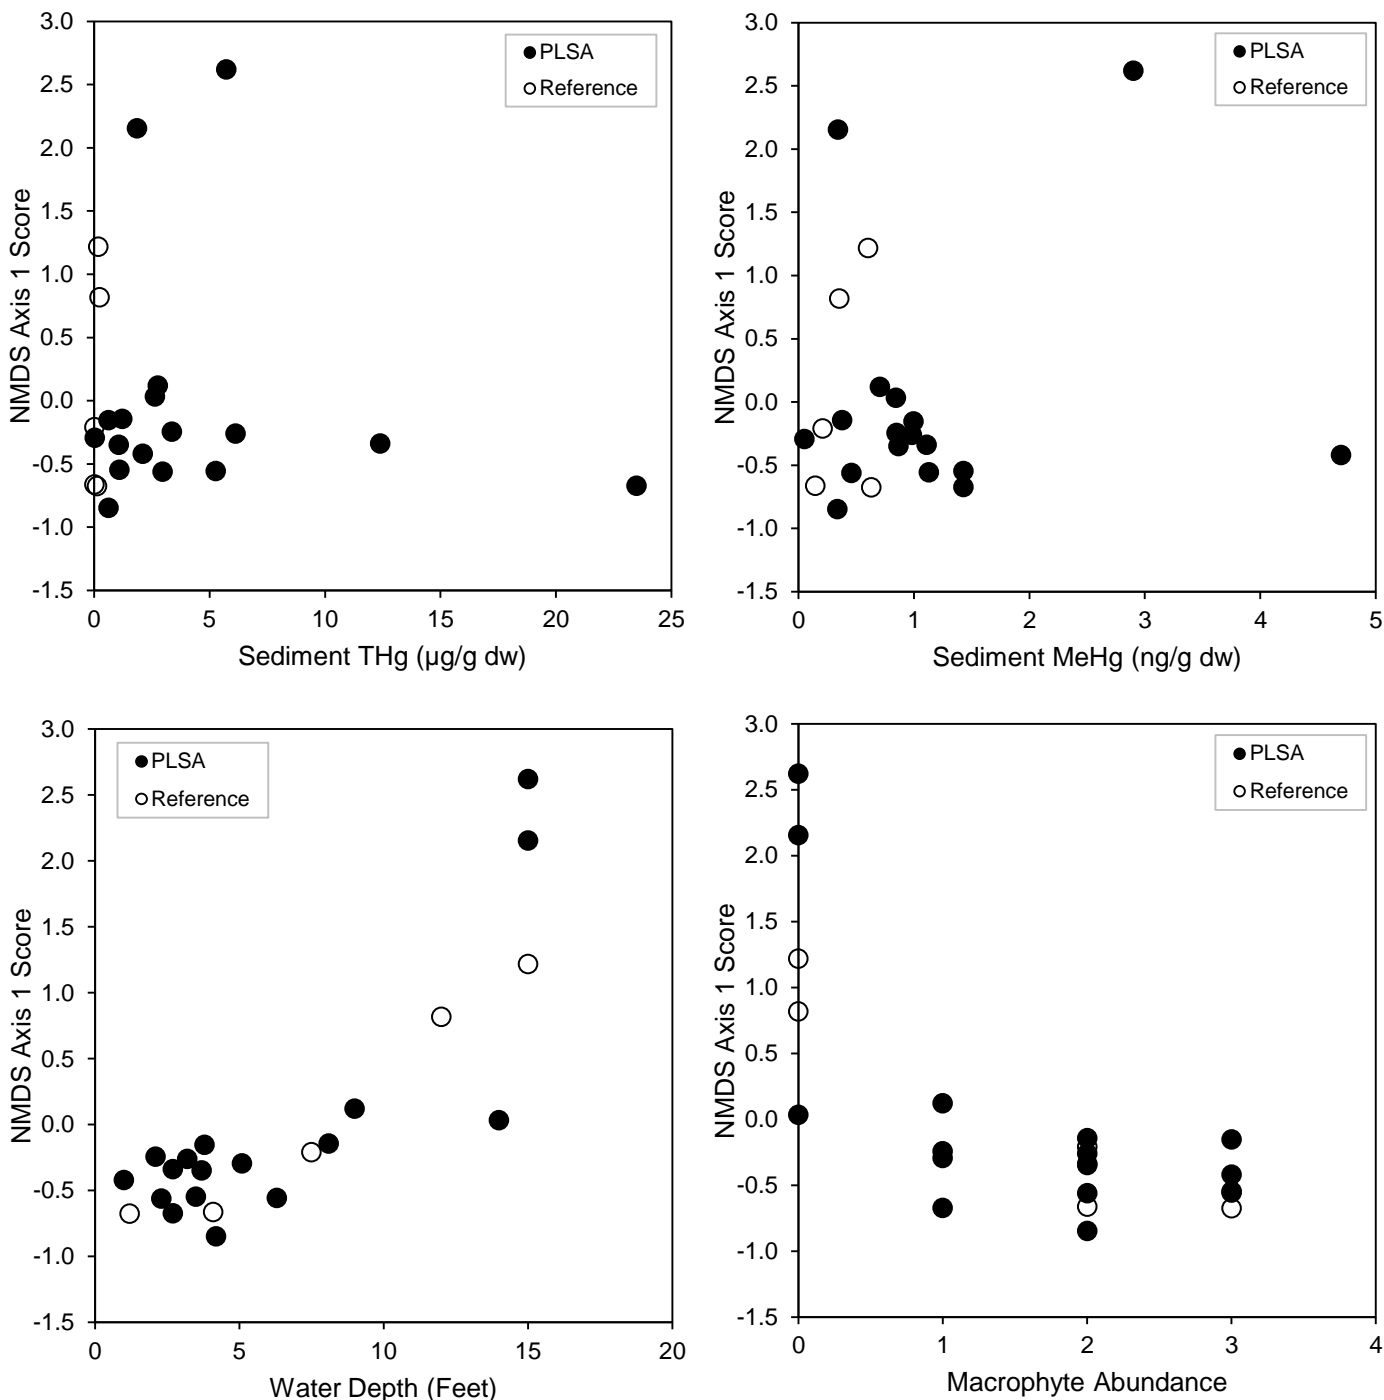 3.0
2.5
2.0
1.5
1.0
0.5
0.0
-0.5
-1.0
-1.5
NMDS Axis 1 Score
PLSA
Reference
0 5 10 15 20 25
Sediment THg (µg/g dw)
3.0
2.5
2.0
1.5
1.0
0.5
0.0
-0.5
-1.0
-1.5
NMDS Axis 1 Score
PLSA
Reference
0 1 2 3 4 5
Sediment MeHg (ng/g dw)
3.0
2.5
2.0
1.5
1.0
0.5
0.0
-0.5
-1.0
-1.5
NMDS Axis 1 Score
PLSA
Reference
0 5 10 15 20
Water Depth (Feet)
3.0
2.5
2.0
1.5
1.0
0.5
0.0
-0.5
-1.0
-1.5
NMDS Axis 1 Score
PLSA
Reference
0 1 2 3 4
Macrophyte Abundance